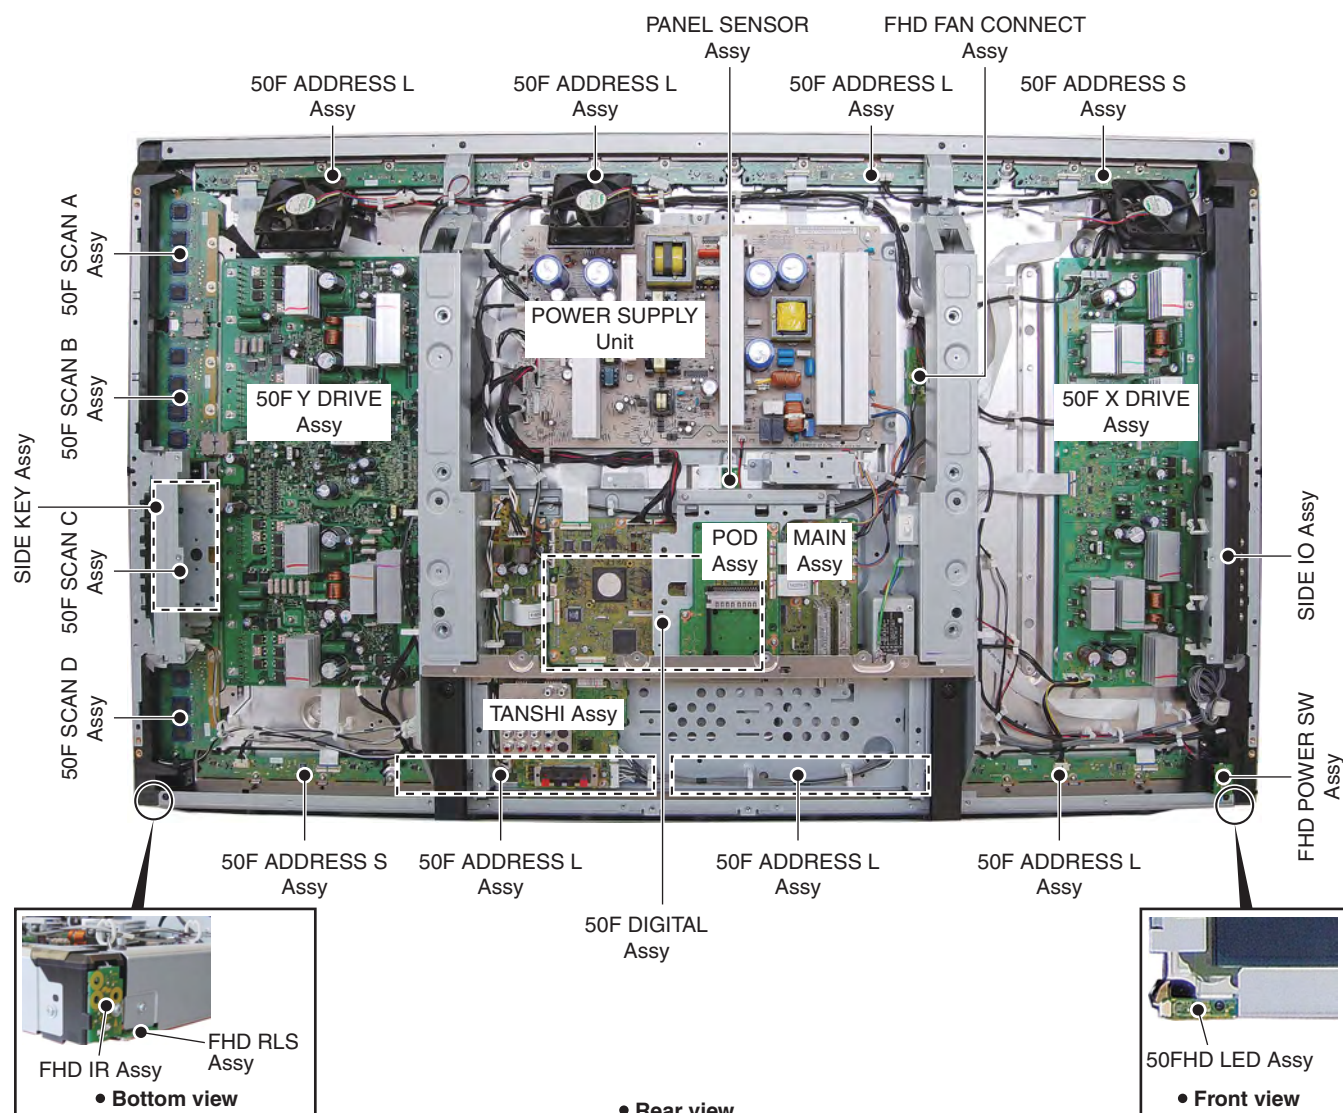 PANEL SENSOR
Assy
FHD FAN CONNECT
Assy
50F ADDRESS L
Assy
50F ADDRESS L
Assy
50F ADDRESS L
Assy
50F ADDRESS S
Assy
50F SCAN A
Assy
50F SCAN B
Assy
SIDE KEY Assy
50F SCAN C
Assy
50F SCAN D
Assy
50F Y DRIVE
Assy
POWER SUPPLY
Unit
50F X DRIVE
Assy
POD
Assy
MAIN
Assy
SIDE IO Assy
TANSHI Assy
FHD POWER SW
Assy
50F ADDRESS S
Assy
50F ADDRESS L
Assy
50F ADDRESS L
Assy
50F ADDRESS L
Assy
50F DIGITAL
Assy
FHD RLS
Assy
FHD IR Assy
• Bottom view
50FHD LED Assy
• Front view
• Rear view